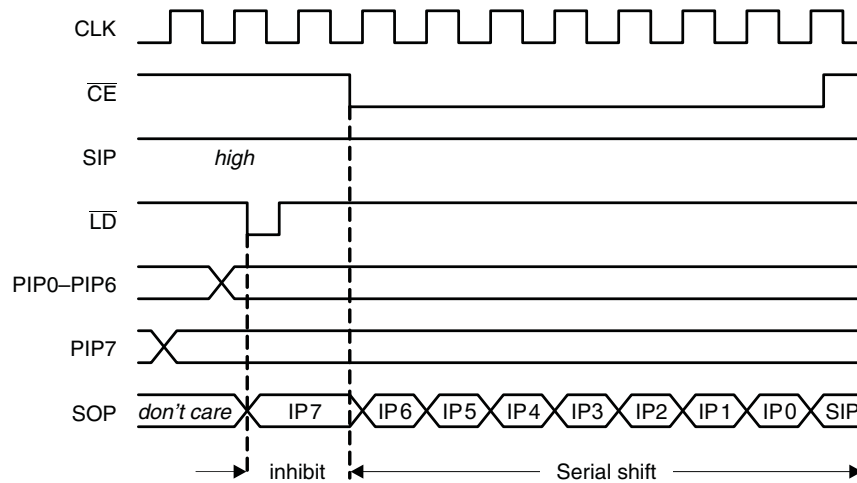 CLK
CE
SIP
high
LD
PIP0–PIP6
PIP7
SOP don't care IP7 IP6 IP5 IP4 IP3 IP2 IP1 IP0 SIP
inhibit Serial shift